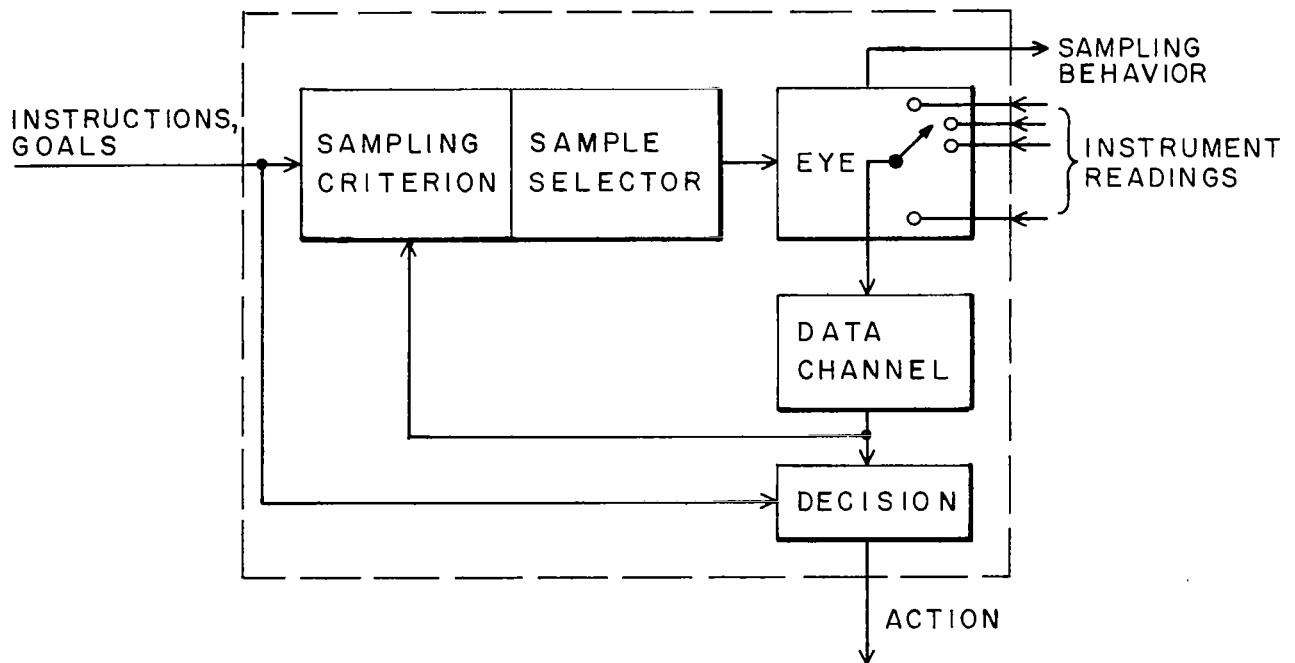 INSTRUCTIONS,
GOALS
SAMPLING
CRITERION
SAMPLE
SELECTOR
EYE
SAMPLING
BEHAVIOR
INSTRUMENT
READINGS
DATA
CHANNEL
DECISION
ACTION